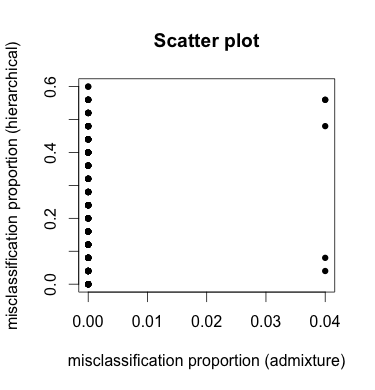 Scatter plot
misclassification proportion (hierarchical)
0.6
0.4
0.2
0.0
0.00 0.01 0.02 0.03 0.04
misclassification proportion (admixture)